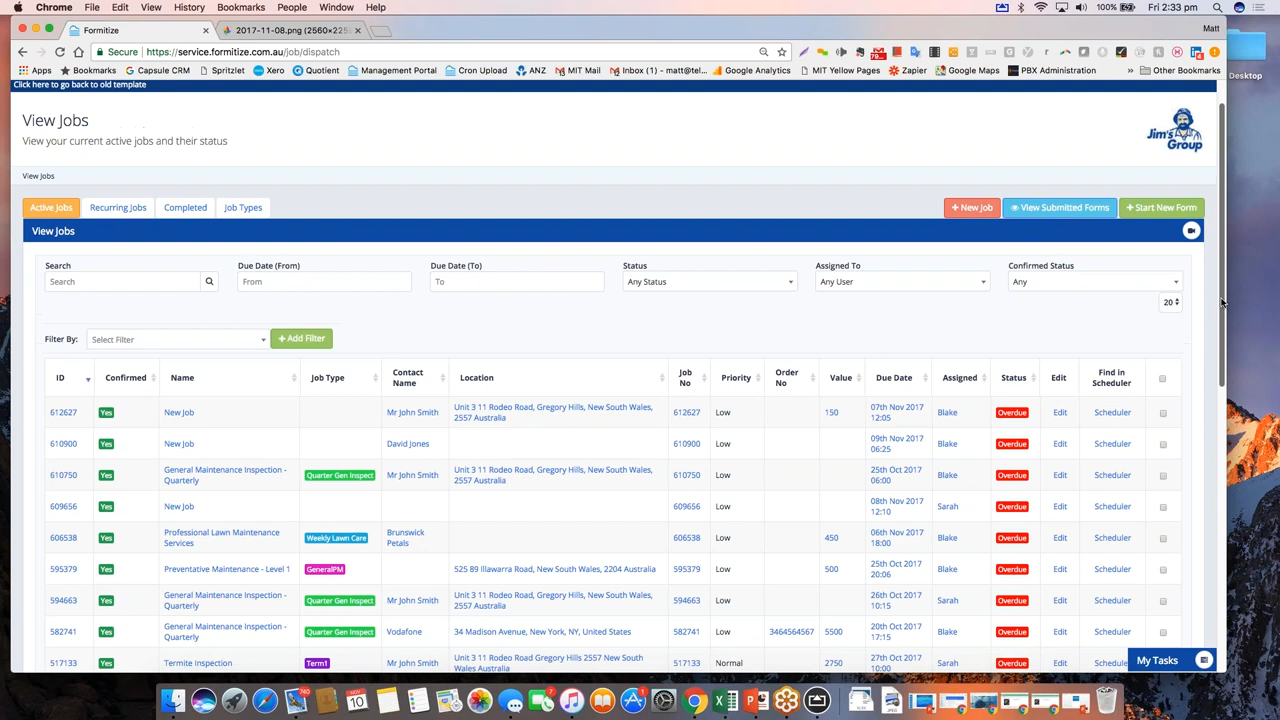 Chrome File Edit View History Bookmarks People Window Help 100% Fri 2:33 pm
Formitize 2017-11-08.png (2560×225 Matt
Secure https://service.formitize.com.au/job/dispatch
Apps Bookmarks Capsule CRM Spritzlet Xero Quotient Management Portal Cron Upload ANZ MIT Mail Inbox (1) - matt@tel... Google Analytics MIT Yellow Pages Zapier Google Maps PBX Administration » Other Bookmarks
Desktop
Click here to go back to old template
View Jobs
View your current active jobs and their status
Jim's Group
View Jobs
Active Jobs Recurring Jobs Completed Job Types + New Job View Submitted Forms + Start New Form
View Jobs
Search Due Date (From) Due Date (To) Status Assigned To Confirmed Status
Search From To Any Status Any User Any
20
Filter By: Select Filter + Add Filter
ID Confirmed Name Job Type Contact Name Location Job No Priority Order No Value Due Date Assigned Status Edit Find in Scheduler
612627 Yes New Job Mr John Smith Unit 3 11 Rodeo Road, Gregory Hills, New South Wales, 2557 Australia 612627 Low 150 07th Nov 2017 12:05 Blake Overdue Edit Scheduler
610900 Yes New Job David Jones 610900 Low 09th Nov 2017 06:25 Blake Overdue Edit Scheduler
610750 Yes General Maintenance Inspection - Quarterly Quarter Gen Inspect Mr John Smith Unit 3 11 Rodeo Road, Gregory Hills, New South Wales, 2557 Australia 610750 Low 25th Oct 2017 06:00 Blake Overdue Edit Scheduler
609656 Yes New Job 609656 Low 08th Nov 2017 12:10 Sarah Overdue Edit Scheduler
606538 Yes Professional Lawn Maintenance Services Weekly Lawn Care Brunswick Petals 606538 Low 450 06th Nov 2017 18:00 Blake Overdue Edit Scheduler
595379 Yes Preventative Maintenance - Level 1 GeneralPM 525 89 Illawarra Road, New South Wales, 2204 Australia 595379 Low 500 25th Oct 2017 20:06 Blake Overdue Edit Scheduler
594663 Yes General Maintenance Inspection - Quarterly Quarter Gen Inspect Mr John Smith Unit 3 11 Rodeo Road, Gregory Hills, New South Wales, 2557 Australia 594663 Low 26th Oct 2017 10:15 Sarah Overdue Edit Scheduler
582741 Yes General Maintenance Inspection - Quarterly Quarter Gen Inspect Vodafone 34 Madison Avenue, New York, NY, United States 582741 Low 3464564567 5500 20th Oct 2017 17:15 Blake Overdue Edit Scheduler
517133 Yes Termite Inspection Term1 Mr John Smith Unit 3 11 Rodeo Road Gregory Hills 2557 New South Wales Australia 517133 Normal 2750 27th Oct 2017 10:00 Sarah Overdue Edit
My Tasks